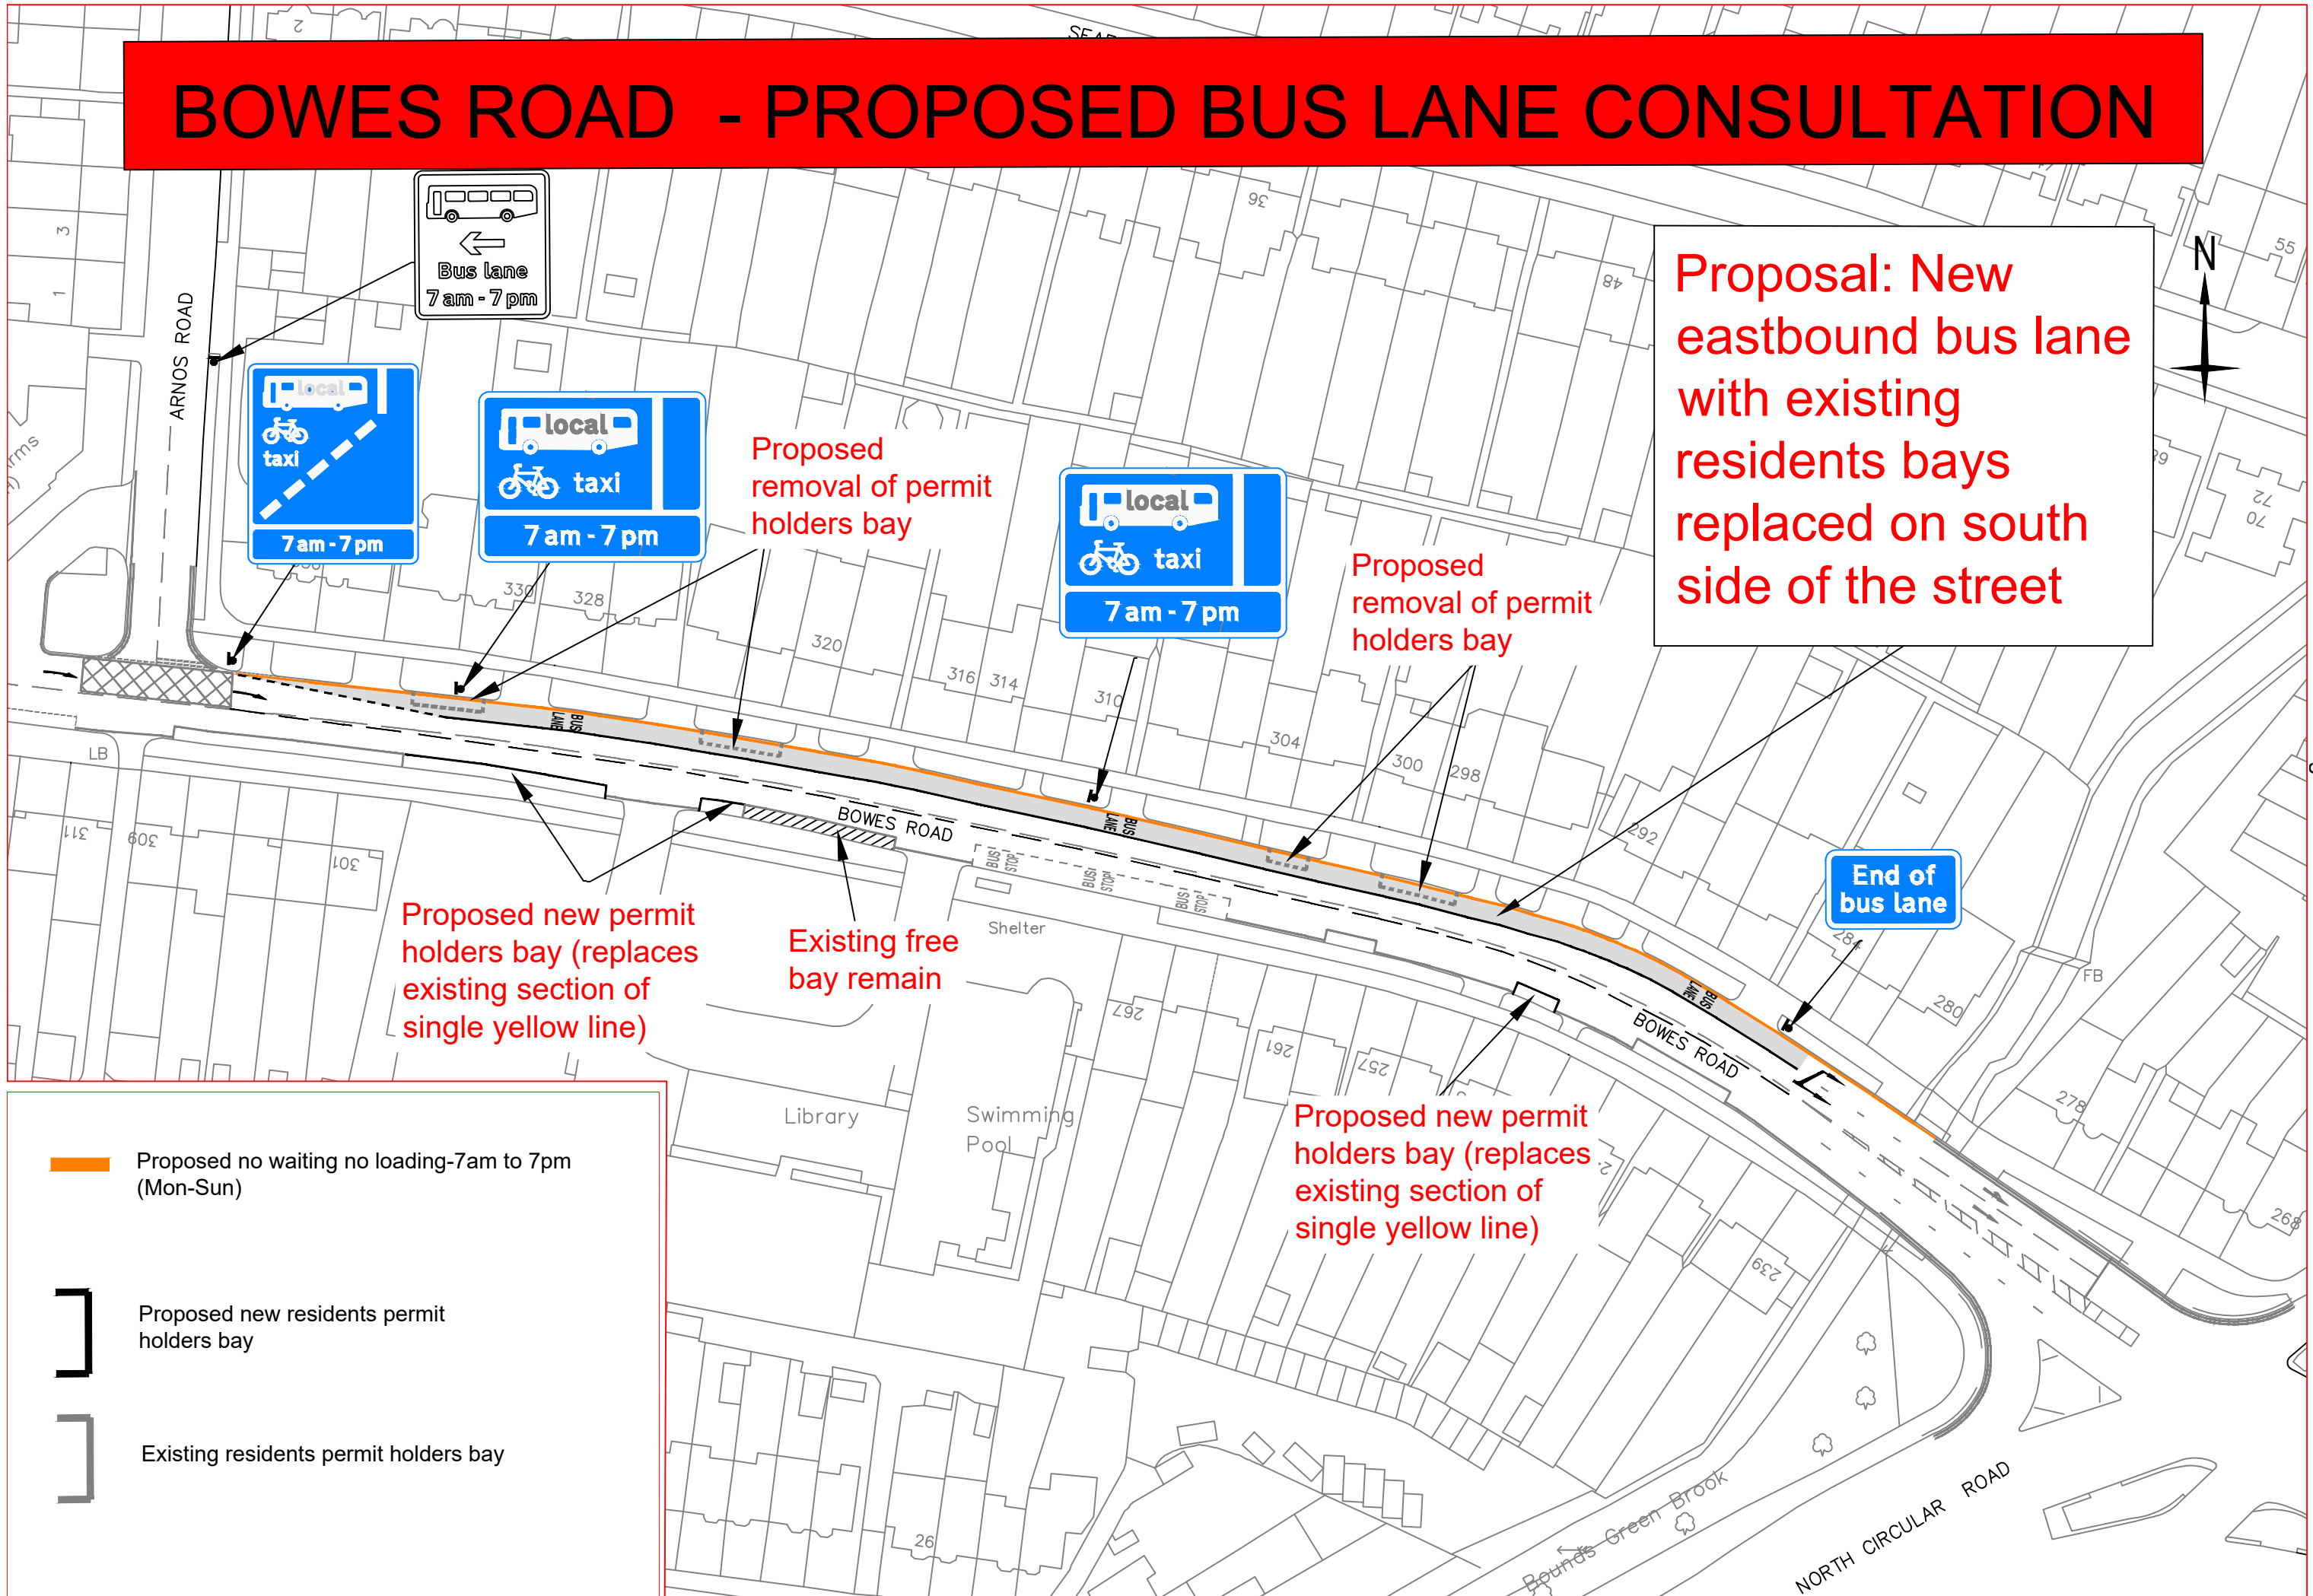 BOWES ROAD - PROPOSED BUS LANE CONSULTATION
2
3
1
ARNOS ROAD
Bus lane
7 am - 7 pm
local
taxi
7 am - 7 pm
local
taxi
7 am - 7 pm
Proposed
removal of permit
holders bay
local
taxi
7 am - 7 pm
Proposed
removal of permit
holders bay
Proposal: New
eastbound bus lane
with existing
residents bays
replaced on south
side of the street
N
36
48
55
72
70
330
328
320
316
314
310
304
300
298
292
284
280
278
268
FB
End of
bus lane
LB
311
309
301
BUS
LANE
BUS
LANE
BUS
LANE
BOWES ROAD
BUS
STOP
BUS
STOP
BUS
STOP
Shelter
BOWES ROAD
Proposed new permit
holders bay (replaces
existing section of
single yellow line)
Existing free
bay remain
267
261
257
239
Proposed new permit
holders bay (replaces
existing section of
single yellow line)
Library
Swimming
Pool
26
Bounds Green Brook
NORTH CIRCULAR ROAD
Proposed no waiting no loading-7am to 7pm
(Mon-Sun)
Proposed new residents permit
holders bay
Existing residents permit holders bay